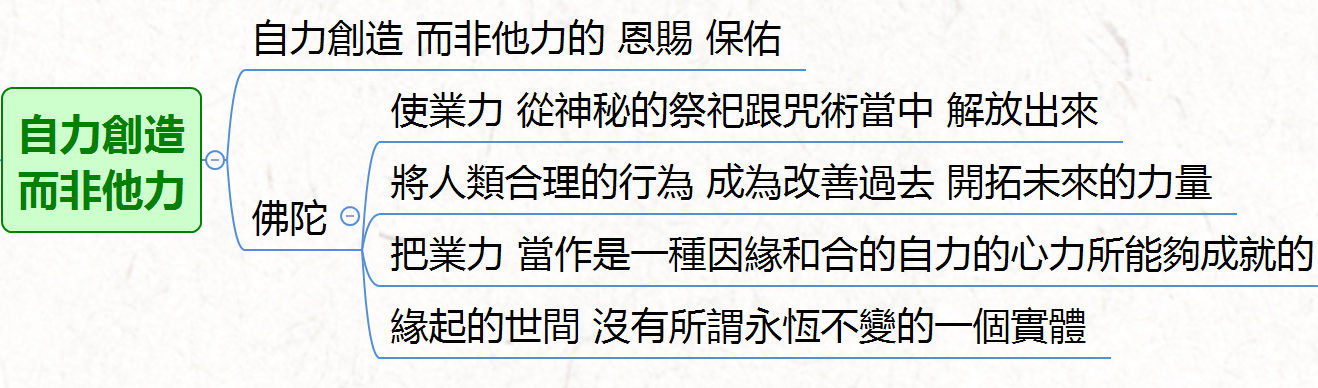 自力創造
而非他力
自力創造 而非他力的 恩賜 保佑
佛陀
使業力 從神秘的祭祀跟咒術當中 解放出來
將人類合理的行為 成為改善過去 開拓未來的力量
把業力 當作是一種因緣和合的自力的心力所能夠成就的
緣起的世間 沒有所謂永恆不變的一個實體